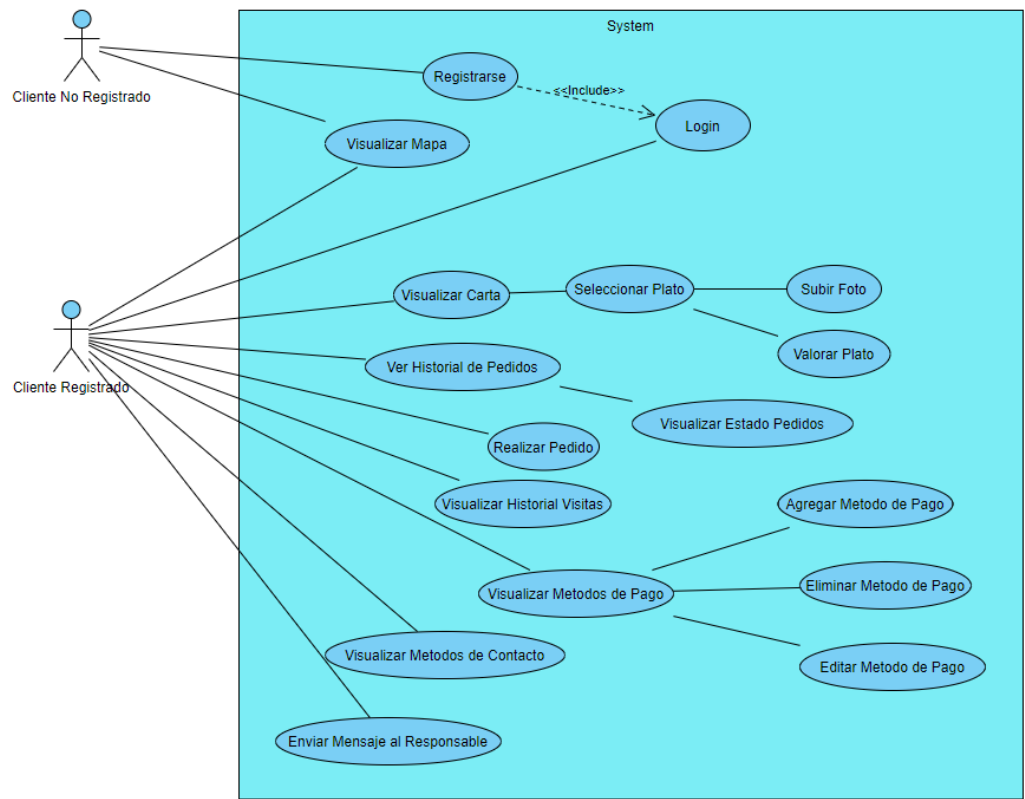 System
Cliente No Registrado
Registrarse
<<Include>>
Login
Visualizar Mapa
Cliente Registrado
Visualizar Carta
Seleccionar Plato
Subir Foto
Valorar Plato
Ver Historial de Pedidos
Visualizar Estado Pedidos
Realizar Pedido
Visualizar Historial Visitas
Agregar Metodo de Pago
Visualizar Metodos de Pago
Eliminar Metodo de Pago
Editar Metodo de Pago
Visualizar Metodos de Contacto
Enviar Mensaje al Responsable